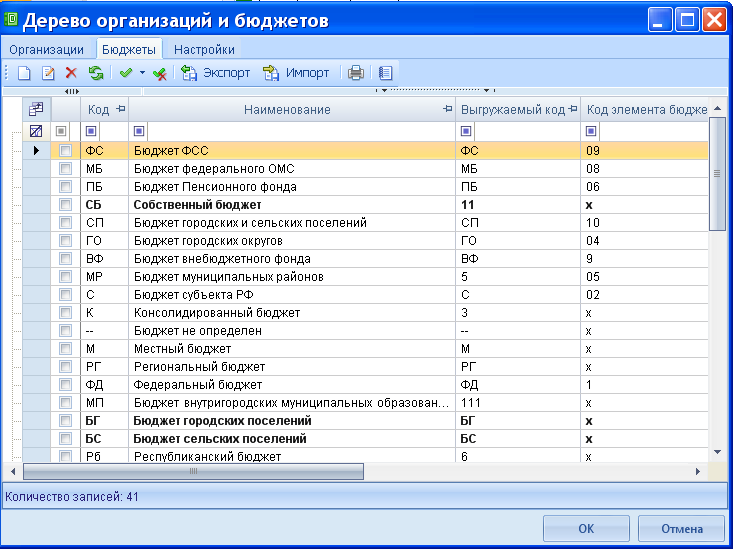 Дерево организаций и бюджетов
Организации Бюджеты Настройки
Экспорт Импорт
Код Наименование Выгружаемый код Код элемента бюдже
ФС Бюджет ФСС ФС 09
МБ Бюджет федерального ОМС МБ 08
ПБ Бюджет Пенсионного фонда ПБ 06
СБ Собственный бюджет 11 x
СП Бюджет городских и сельских поселений СП 10
ГО Бюджет городских округов ГО 04
ВФ Бюджет внебюджетного фонда ВФ 9
МР Бюджет муниципальных районов 5 05
С Бюджет субъекта РФ С 02
К Консолидированный бюджет 3 x
-- Бюджет не определен -- x
М Местный бюджет М x
РГ Региональный бюджет РГ x
ФД Федеральный бюджет ФД 1
МП Бюджет внутригородских муниципальных образован... 111 x
БГ Бюджет городских поселений БГ x
БС Бюджет сельских поселений БС x
Рб Республиканский бюджет 6 x
Количество записей: 41
ОК Отмена